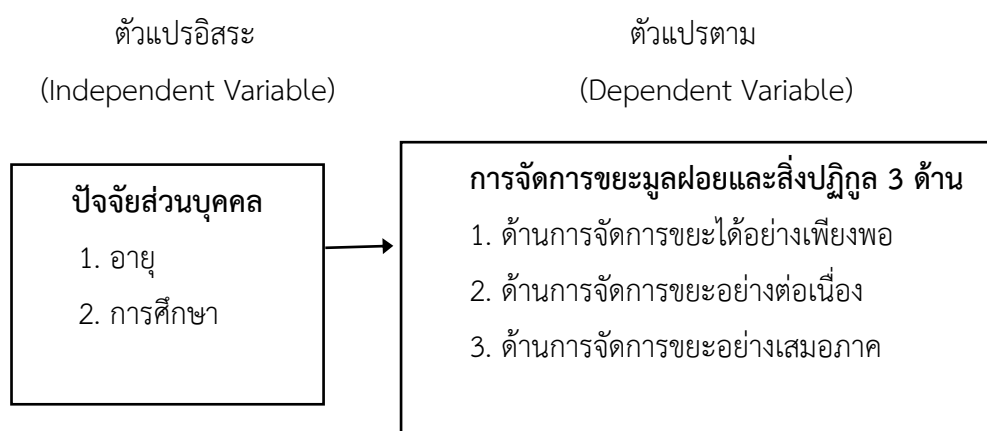 ตัวแปรอิสระ
(Independent Variable)
ตัวแปรตาม
(Dependent Variable)
ปัจจัยส่วนบุคคล
1. อายุ
2. การศึกษา
การจัดการขยะมูลฝอยและสิ่งปฏิกูล 3 ด้าน
1. ด้านการจัดการขยะได้อย่างเพียงพอ
2. ด้านการจัดการขยะอย่างต่อเนื่อง
3. ด้านการจัดการขยะอย่างเสมอภาค